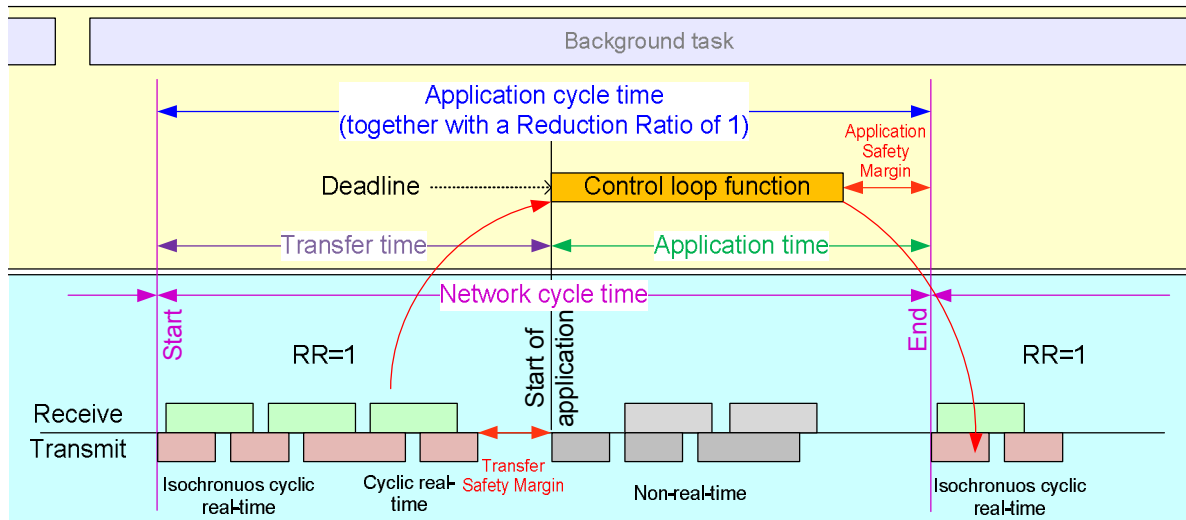 Background task
Application cycle time
(together with a Reduction Ratio of 1)
Application
Safety
Margin
Deadline
Control loop function
Transfer time
Application time
Network cycle time
Start
Start of
application
End
RR=1
RR=1
Receive
Transmit
Isochronuos cyclic
real-time
Cyclic real-
time
Transfer
Safety Margin
Non-real-time
Isochronuos cyclic
real-time